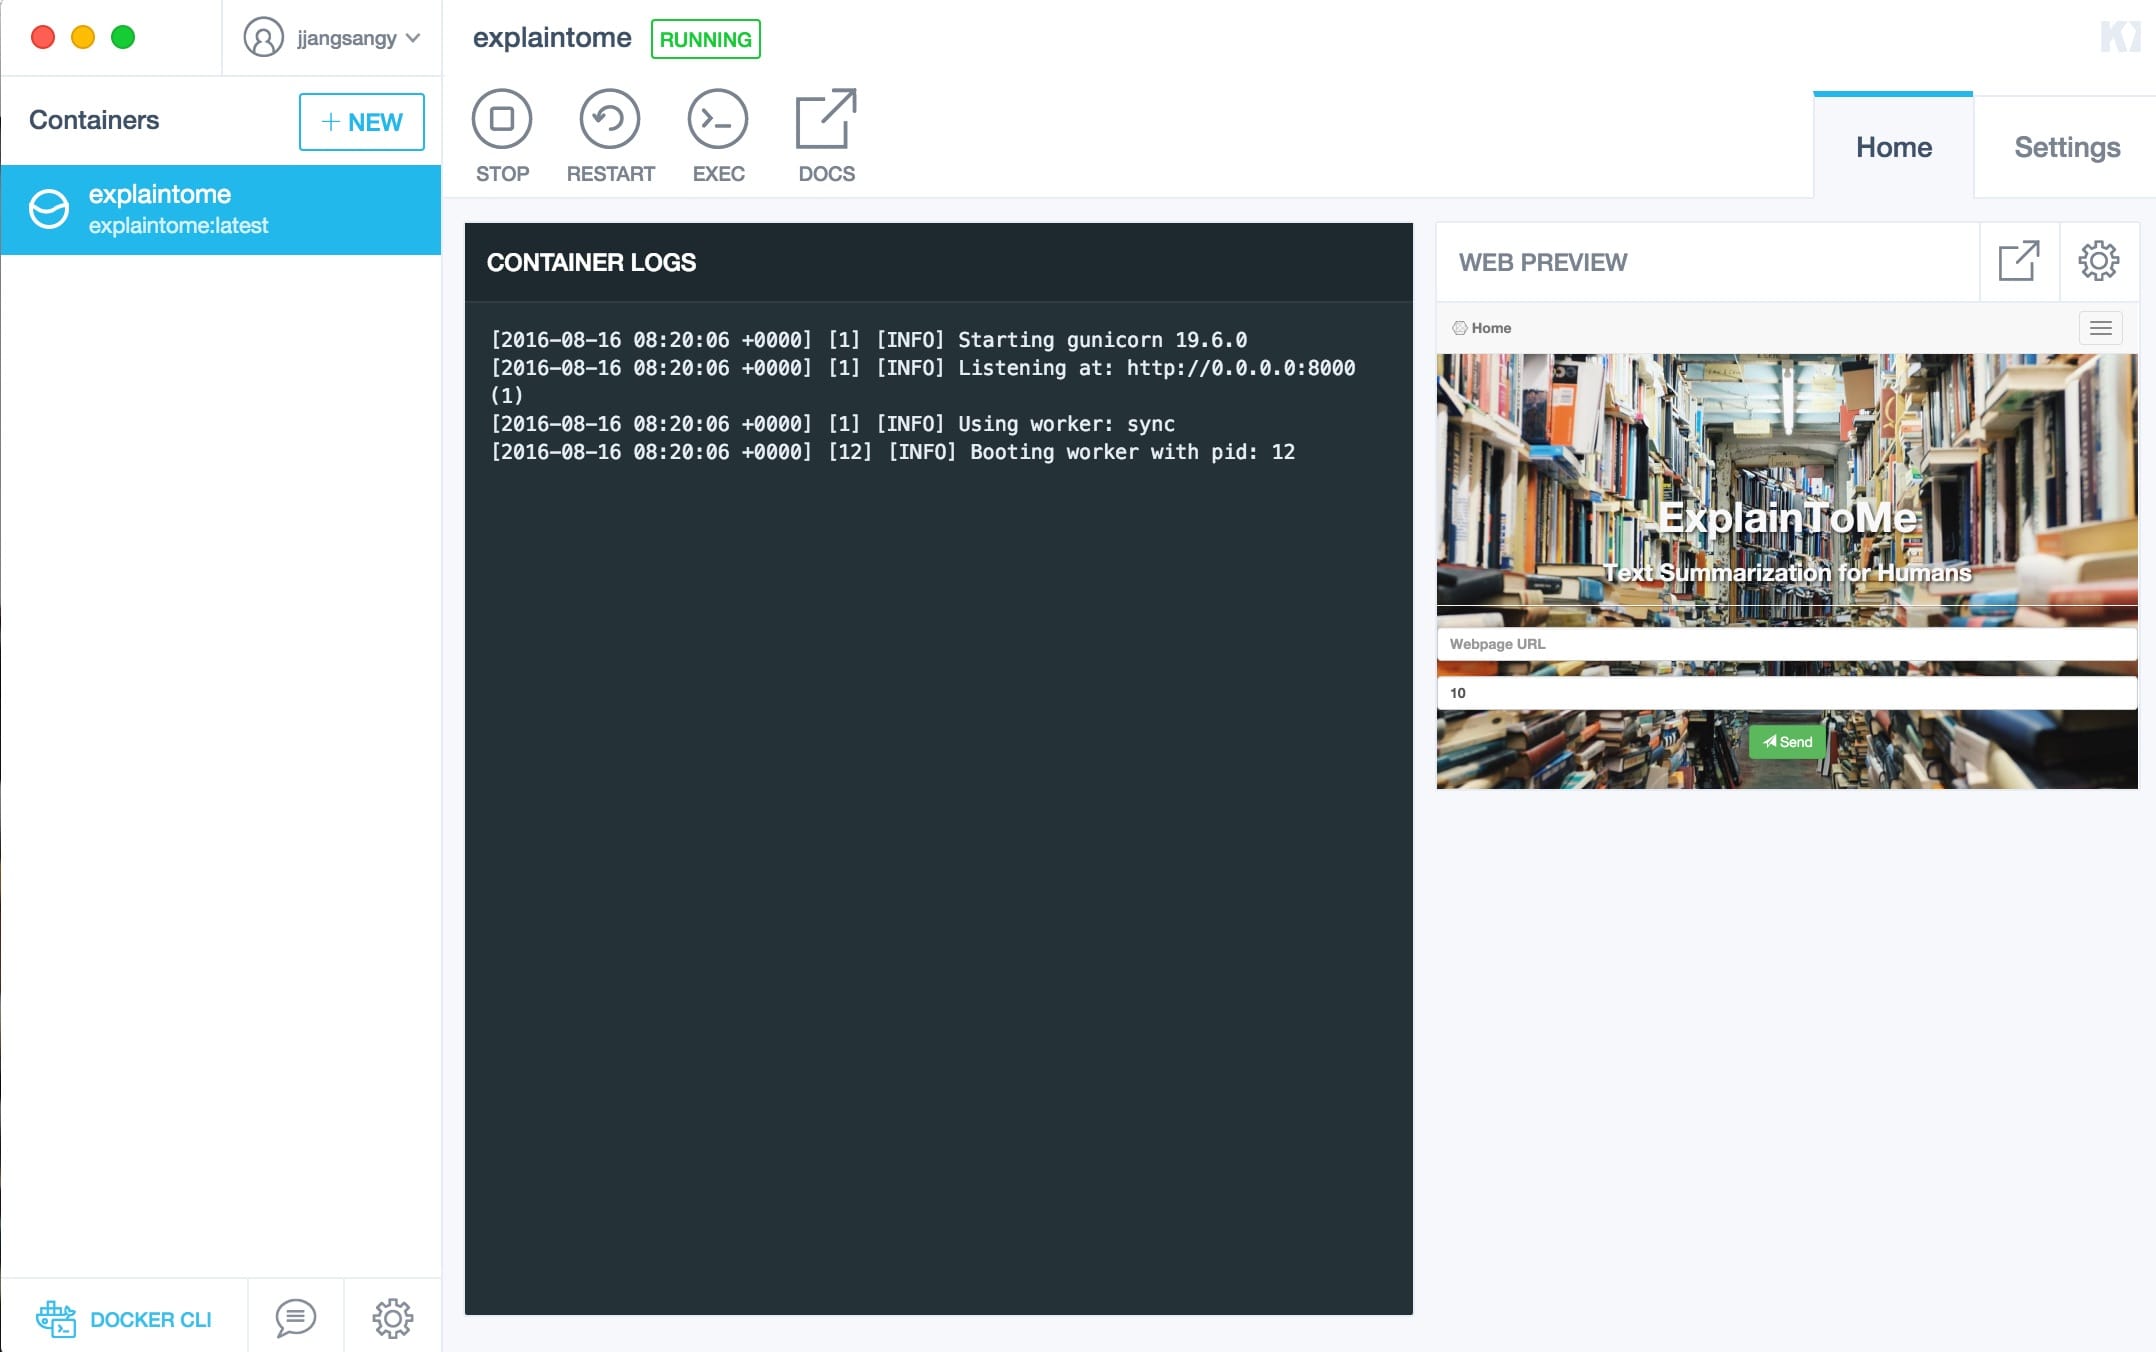 jjangsangy
explaintome RUNNING
Containers
+ NEW
explaintome
explaintome:latest
STOP RESTART EXEC DOCS
Home Settings
CONTAINER LOGS
[2016-08-16 08:20:06 +0000] [1] [INFO] Starting gunicorn 19.6.0
[2016-08-16 08:20:06 +0000] [1] [INFO] Listening at: http://0.0.0.0:8000
(1)
[2016-08-16 08:20:06 +0000] [1] [INFO] Using worker: sync
[2016-08-16 08:20:06 +0000] [12] [INFO] Booting worker with pid: 12
WEB PREVIEW
Home
ExplainToMe
Text Summarization for Humans
Webpage URL
10
Send
DOCKER CLI